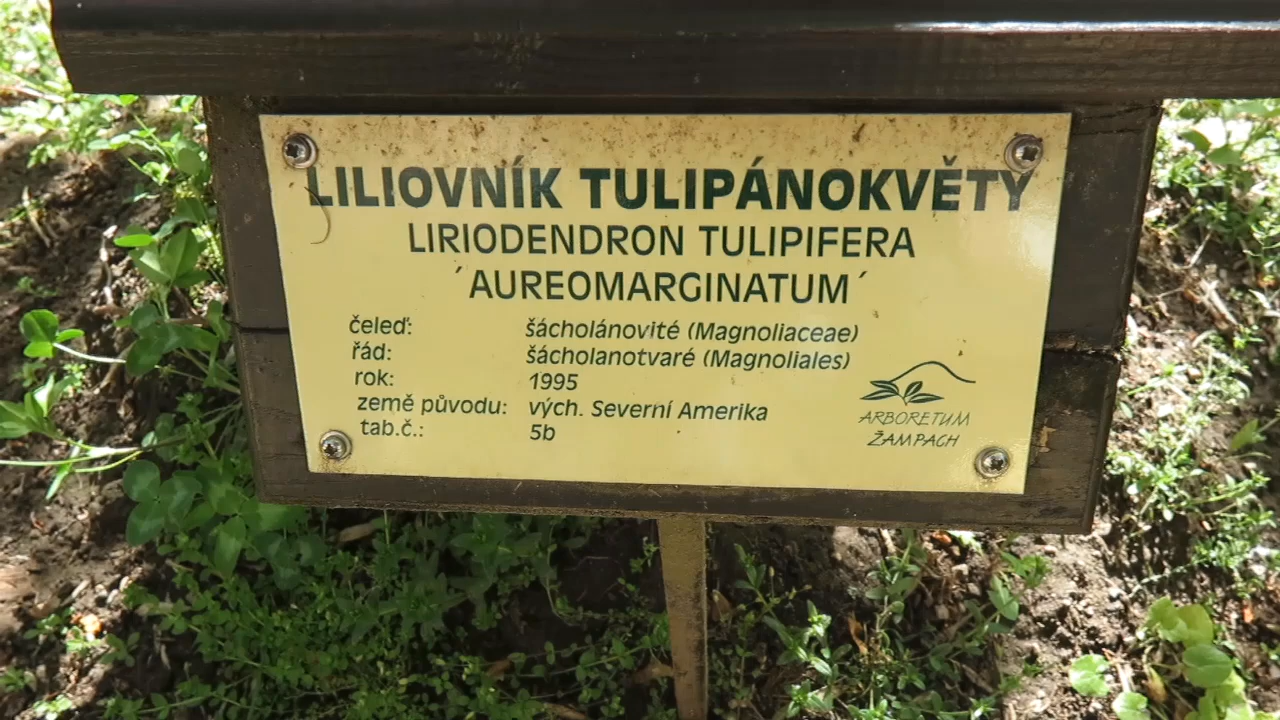 LILIOVNÍK TULIPÁNOKVĚTÝ
LIRIODENDRON TULIPIFERA
´AUREOMARGINATUM´
čeleď: šácholánovité (Magnoliaceae)
řád: šácholanotvaré (Magnoliales)
rok: 1995
země původu: vých. Severní Amerika
tab.č.: 5b
ARBORETUM
ŽAMPACH